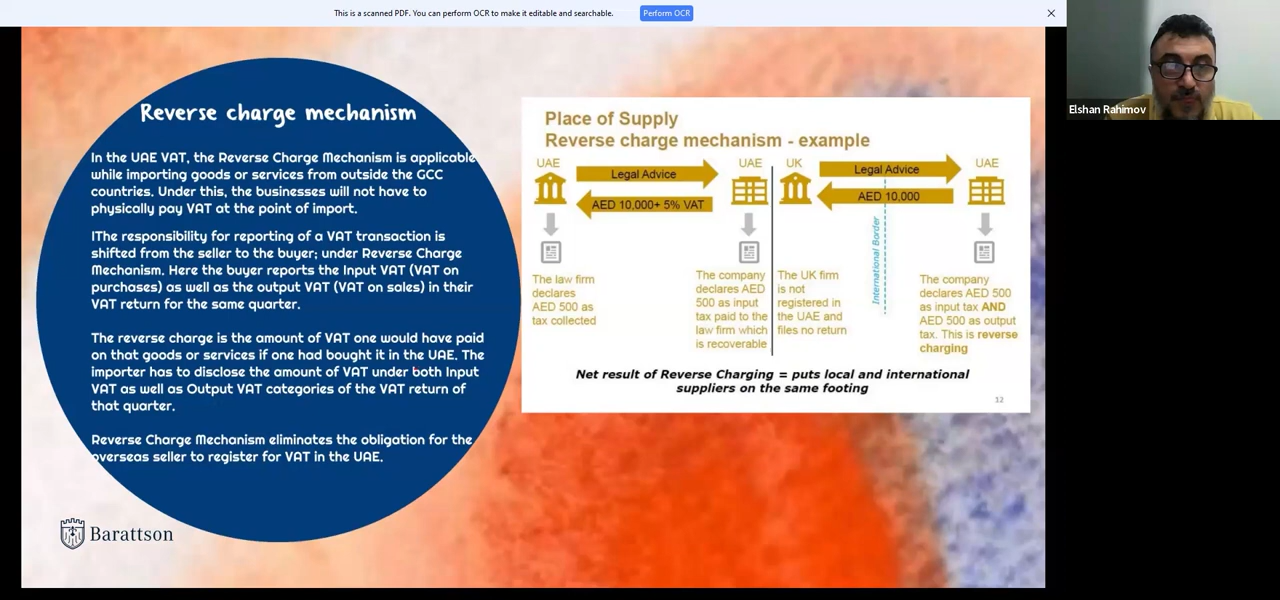 This is a scanned PDF. You can perform OCR to make it editable and searchable.
Perform OCR
Elshan Rahimov
Reverse charge mechanism
In the UAE VAT, the Reverse Charge Mechanism is applicable
while importing goods or services from outside the GCC
countries. Under this, the businesses will not have to
physically pay VAT at the point of import.
IThe responsibility for reporting of a VAT transaction is
shifted from the seller to the buyer; under Reverse Charge
Mechanism. Here the buyer reports the Input VAT (VAT on
purchases) as well as the output VAT (VAT on sales) in their
VAT return for the same quarter.
The reverse charge is the amount of VAT one would have paid
on that goods or services if one had bought it in the UAE. The
importer has to disclose the amount of VAT under both Input
VAT as well as Output VAT categories of the VAT return of
that quarter.
Reverse Charge Mechanism eliminates the obligation for the
overseas seller to register for VAT in the UAE.
Barattson
Place of Supply
Reverse charge mechanism - example
UAE
Legal Advice
AED 10,000+ 5% VAT
UAE
UK
Legal Advice
AED 10,000
UAE
International Border
The law firm
declares
AED 500 as
tax collected
The company
declares AED
500 as input
tax paid to the
law firm which
is recoverable
The UK firm
is not
registered in
the UAE and
files no return
The company
declares AED 500
as input tax AND
AED 500 as output
tax. This is reverse
charging
Net result of Reverse Charging = puts local and international
suppliers on the same footing
12